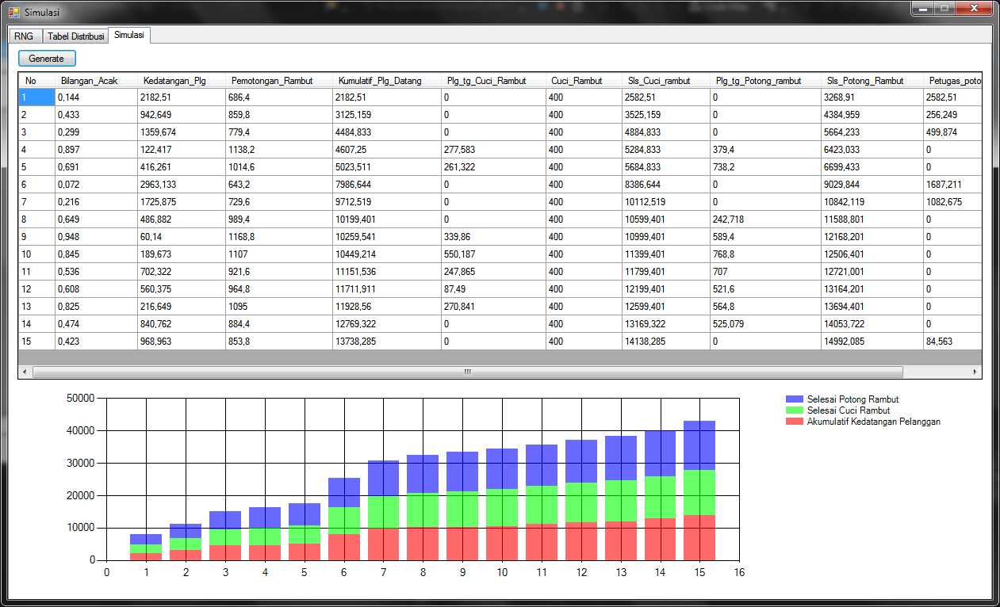 Simulasi
RNG Tabel Distribusi Simulasi
Generate
No Bilangan_Acak Kedatangan_Plg Pemotongan_Rambut Kumulatif_Plg_Datang Plg_tg_Cuci_Rambut Cuci_Rambut Sls_Cuci_rambut Plg_tg_Potong_rambut Sls_Potong_Rambut Petugas_poto
1 0,144 2182,51 686,4 2182,51 0 400 2582,51 0 3268,91 2582,51
2 0,433 942,649 859,8 3125,159 0 400 3525,159 0 4384,959 256,249
3 0,299 1359,674 779,4 4484,833 0 400 4884,833 0 5664,233 499,874
4 0,897 122,417 1138,2 4607,25 277,583 400 5284,833 379,4 6423,033 0
5 0,691 416,261 1014,6 5023,511 261,322 400 5684,833 738,2 6699,433 0
6 0,072 2963,133 643,2 7986,644 0 400 8386,644 0 9029,844 1687,211
7 0,216 1725,875 729,6 9712,519 0 400 10112,519 0 10842,119 1082,675
8 0,649 486,882 989,4 10199,401 0 400 10599,401 242,718 11588,801 0
9 0,948 60,14 1168,8 10259,541 339,86 400 10999,401 589,4 12168,201 0
10 0,845 189,673 1107 10449,214 550,187 400 11399,401 768,8 12506,401 0
11 0,536 702,322 921,6 11151,536 247,865 400 11799,401 707 12721,001 0
12 0,608 560,375 964,8 11711,911 87,49 400 12199,401 521,6 13164,201 0
13 0,825 216,649 1095 11928,56 270,841 400 12599,401 564,8 13694,401 0
14 0,474 840,762 884,4 12769,322 0 400 13169,322 525,079 14053,722 0
15 0,423 968,963 853,8 13738,285 0 400 14138,285 0 14992,085 84,563
50000
40000
30000
20000
10000
0
0 1 2 3 4 5 6 7 8 9 10 11 12 13 14 15 16
Selesai Potong Rambut
Selesai Cuci Rambut
Akumulatif Kedatangan Pelanggan